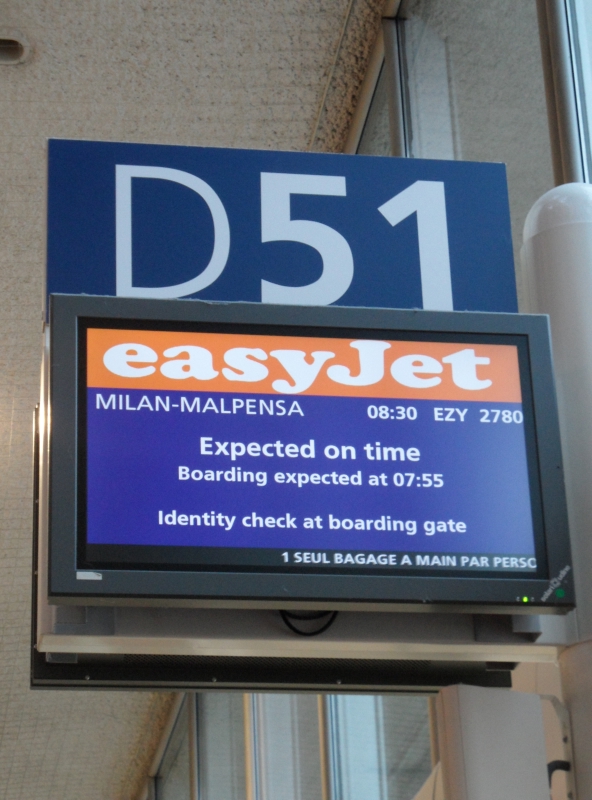 D51
easyJet
MILAN-MALPENSA 08:30 EZY 2780
Expected on time
Boarding expected at 07:55
Identity check at boarding gate
1 SEUL BAGAGE A MAIN PAR PERSO